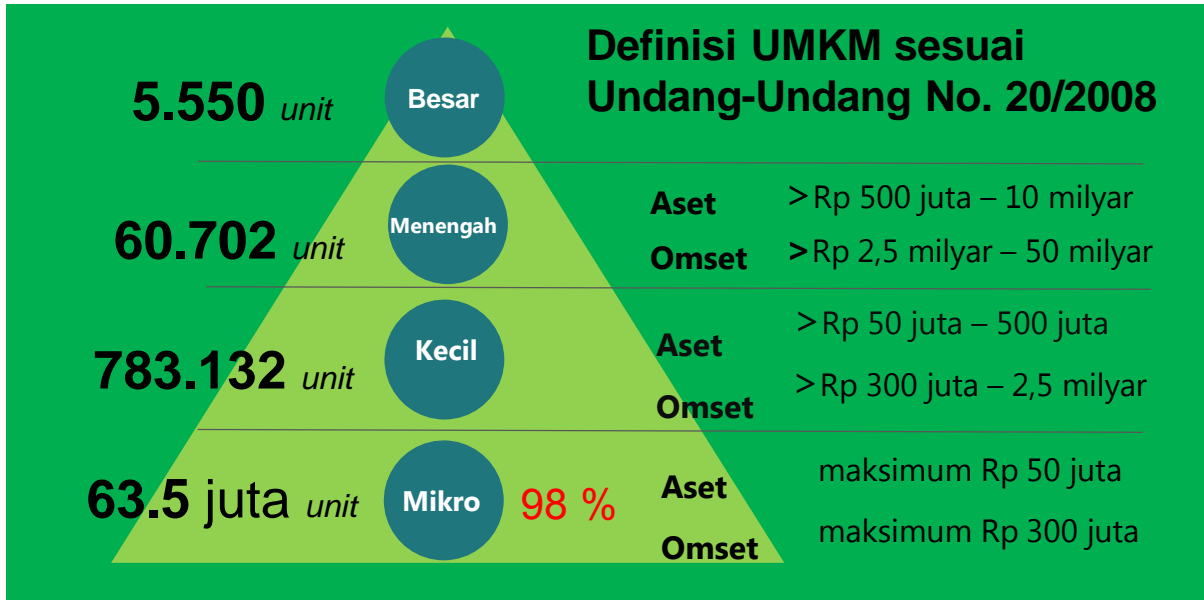 Definisi UMKM sesuai
Undang-Undang No. 20/2008
5.550 unit
Besar
60.702 unit
Menengah
Aset >Rp 500 juta – 10 milyar
Omset >Rp 2,5 milyar – 50 milyar
783.132 unit
Kecil
Aset >Rp 50 juta – 500 juta
Omset >Rp 300 juta – 2,5 milyar
63.5 juta unit
Mikro 98 %
Aset maksimum Rp 50 juta
Omset maksimum Rp 300 juta